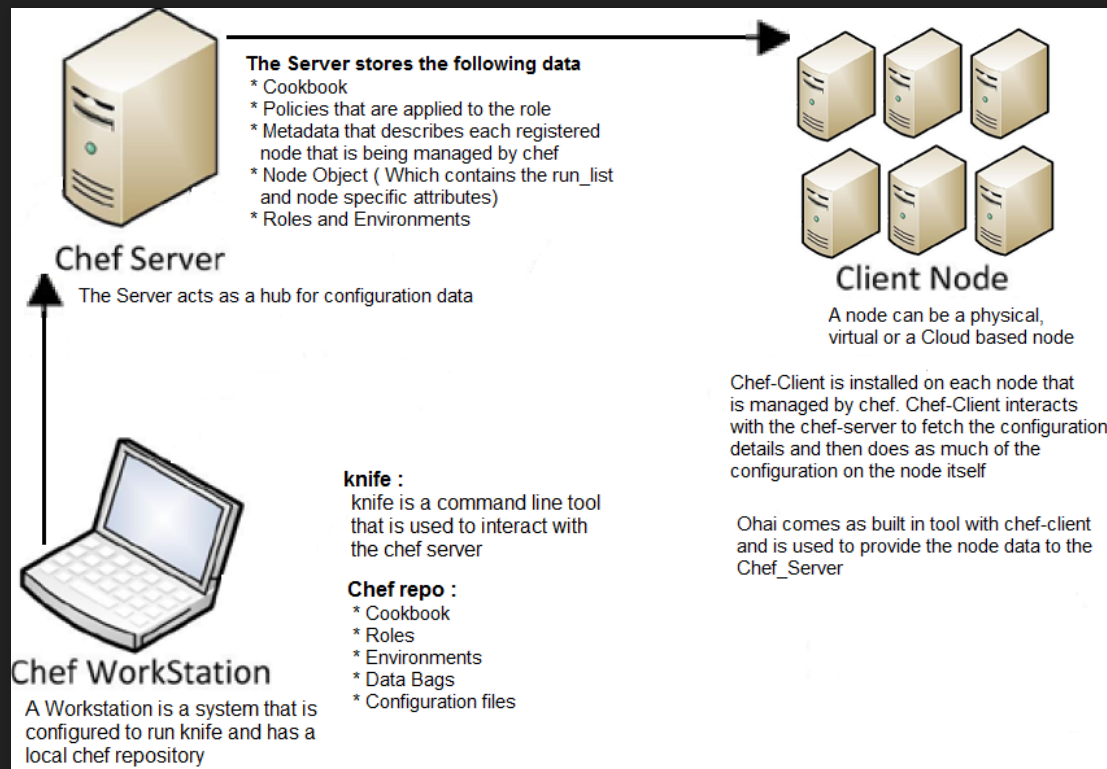 The Server stores the following data
* Cookbook
* Policies that are applied to the role
* Metadata that describes each registered
node that is being managed by chef
* Node Object ( Which contains the run_list
and node specific attributes)
* Roles and Environments
Chef Server
The Server acts as a hub for configuration data
Client Node
A node can be a physical,
virtual or a Cloud based node
Chef-Client is installed on each node that
is managed by chef. Chef-Client interacts
with the chef-server to fetch the configuration
details and then does as much of the
configuration on the node itself
Ohai comes as built in tool with chef-client
and is used to provide the node data to the
Chef_Server
knife :
knife is a command line tool
that is used to interact with
the chef server
Chef repo :
* Cookbook
* Roles
* Environments
* Data Bags
* Configuration files
Chef WorkStation
A Workstation is a system that is
configured to run knife and has a
local chef repository